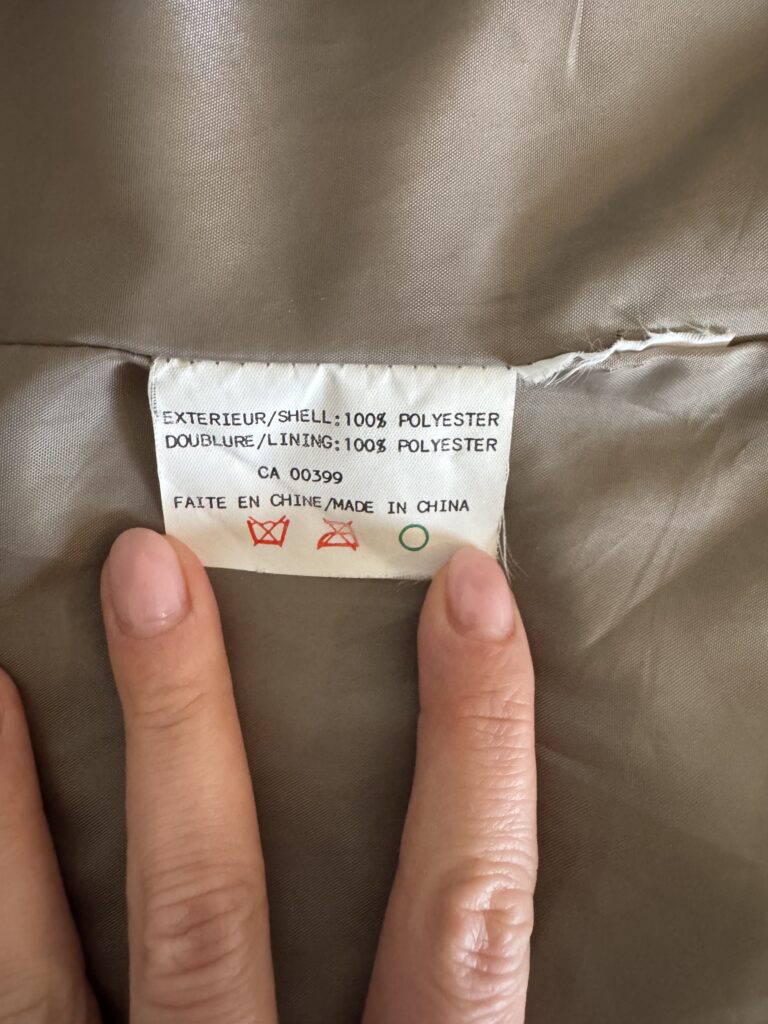 EXTERIEUR/SHELL:100% POLYESTER
DOUBLURE/LINING:100% POLYESTER
CA 00399
FAITE EN CHINE/MADE IN CHINA